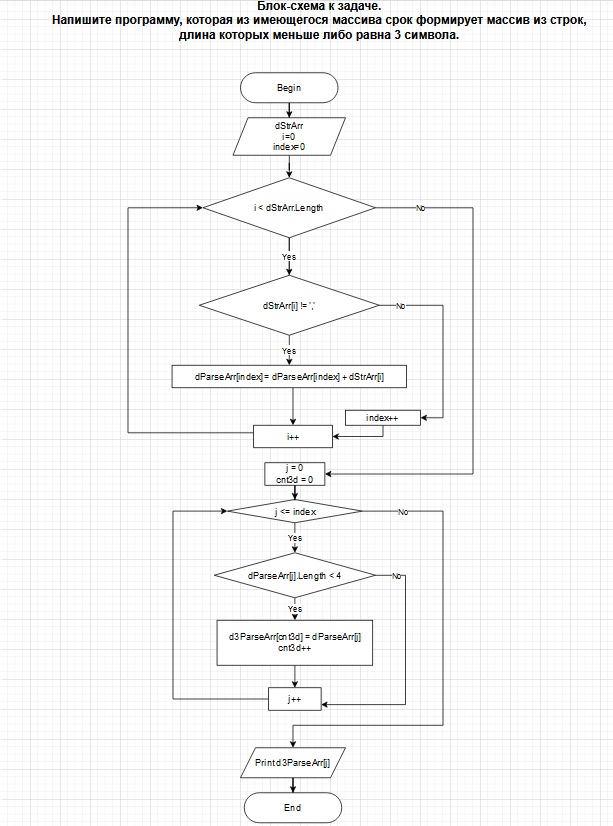 Блок-схема к задаче.
Напишите программу, которая из имеющегося массива срок формирует массив из строк,
длина которых меньше либо равна 3 символа.
Begin
dStrArr
i=0
index=0
i < dStrArr.Length
No
Yes
dStrArr[i] != ','
No
Yes
dParseArr[index] = dParseArr[index] + dStrArr[i]
index++
i++
j = 0
cnt3d = 0
j <= index
No
Yes
dParseArr[j].Length < 4
No
Yes
d3ParseArr[cnt3d] = dParseArr[j]
cnt3d++
j++
Print d3ParseArr[j]
End